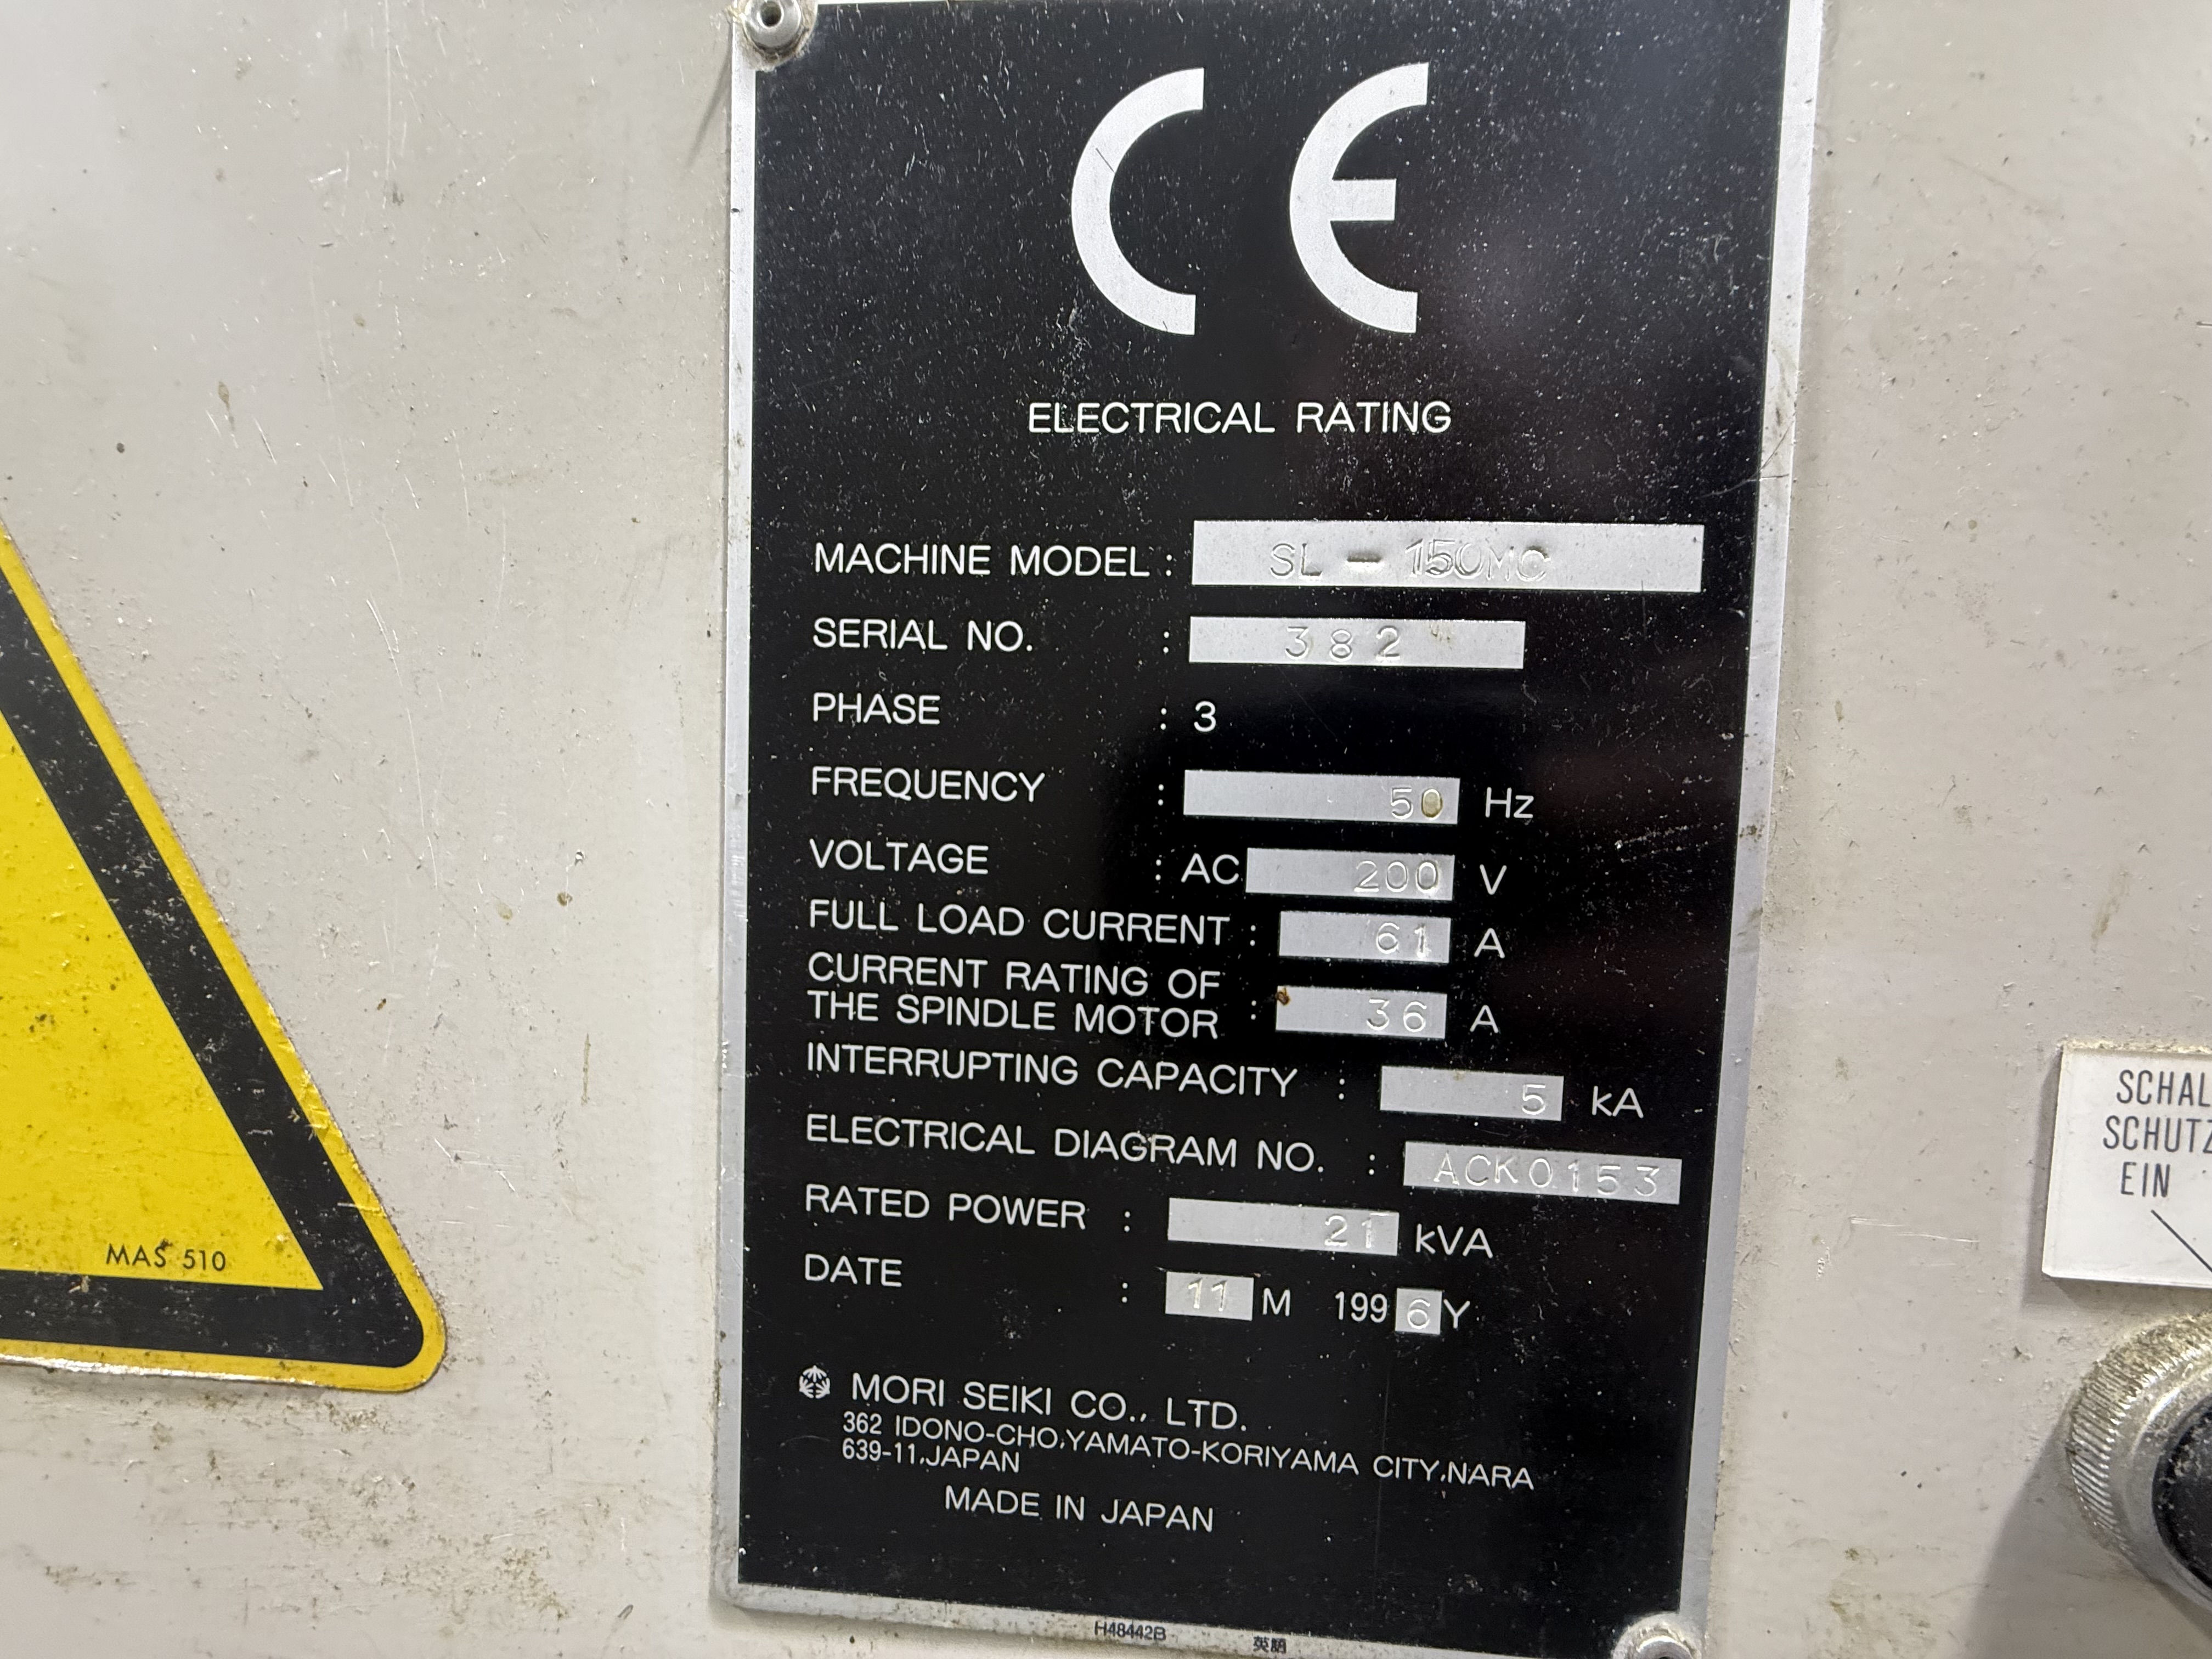 CE
ELECTRICAL RATING
MACHINE MODEL : SL - 150MC
SERIAL NO. : 382
PHASE : 3
FREQUENCY : 50 Hz
VOLTAGE : AC 200 V
FULL LOAD CURRENT : 61 A
CURRENT RATING OF
THE SPINDLE MOTOR : 36 A
INTERRUPTING CAPACITY : 5 kA
ELECTRICAL DIAGRAM NO. : ACK0153
RATED POWER : 21 kVA
DATE : 11 M 1996 Y
MORI SEIKI CO., LTD.
362 IDONO-CHO,YAMATO-KORIYAMA CITY,NARA
639-11,JAPAN
MADE IN JAPAN
H48442B 英語
MAS 510
SCHAL
SCHUTZ
EIN